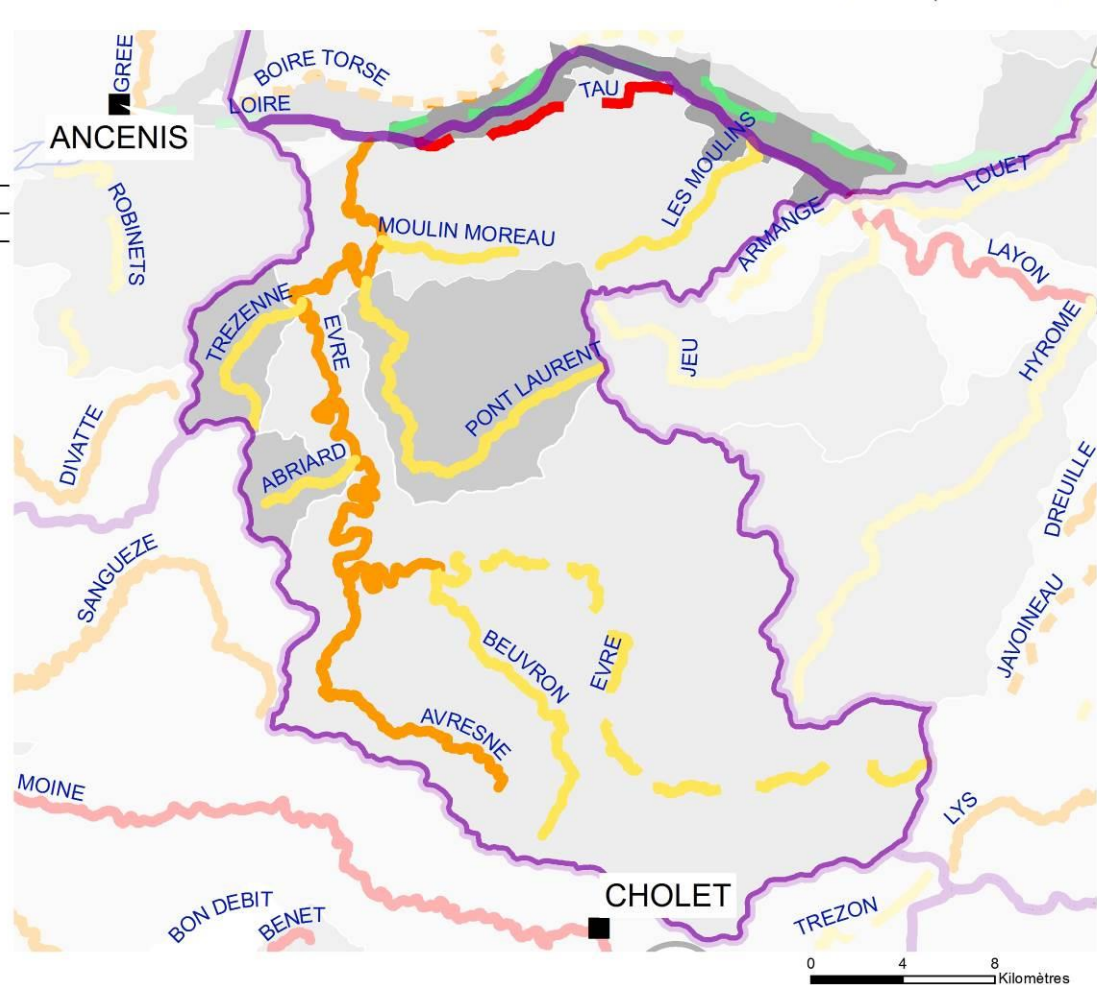 GREE
BOIRE TORSE
LOIRE
TAU
ANCENIS
LES MOULINS
LOUET
ROBINETS
MOULIN MOREAU
ARMANGE
LAYON
TREZENNE
EVRE
HYROME
JEU
PONT LAURENT
DIVATTE
ABRIARD
DREUILLE
SANGUEZE
JAVOINEAU
BEUVRON
EVRE
AVRESNE
MOINE
LYS
CHOLET
BON DEBIT
BENET
TREZON
0 4 8
Kilomètres